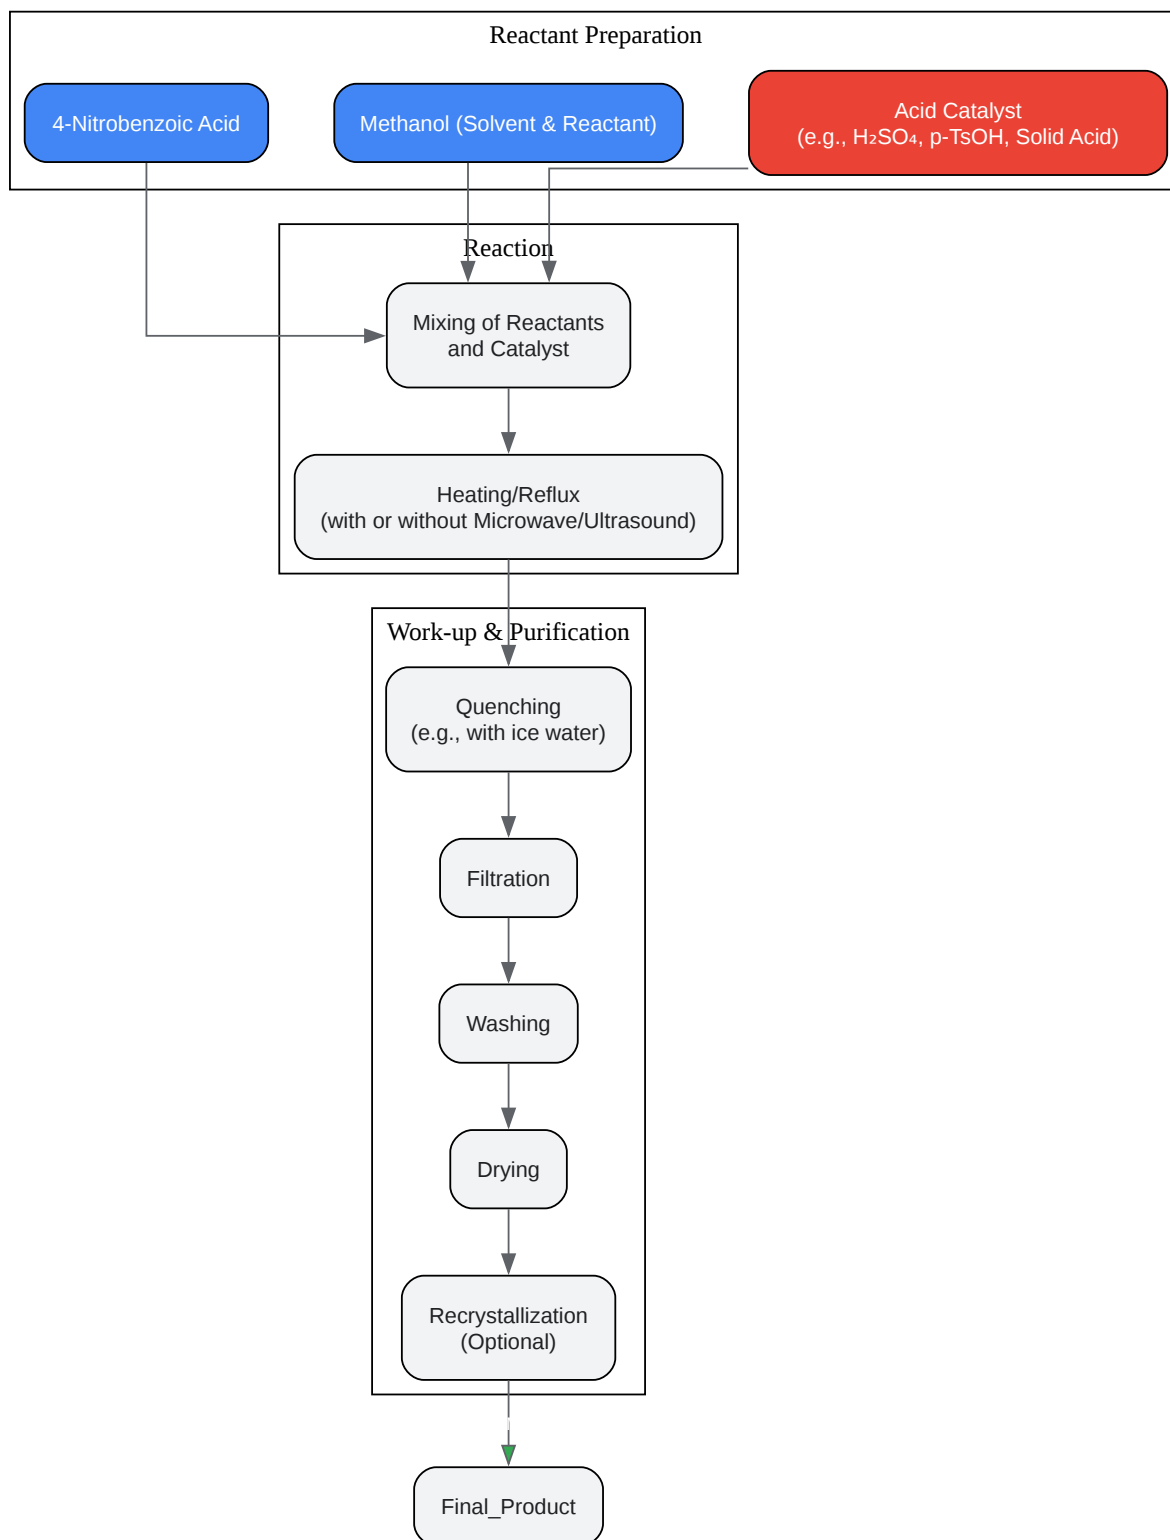 Reactant Preparation
4-Nitrobenzoic Acid
Methanol (Solvent & Reactant)
Acid Catalyst
(e.g., H₂SO₄, p-TsOH, Solid Acid)
Reaction
Mixing of Reactants
and Catalyst
Heating/Reflux
(with or without Microwave/Ultrasound)
Work-up & Purification
Quenching
(e.g., with ice water)
Filtration
Washing
Drying
Recrystallization
(Optional)
Final_Product